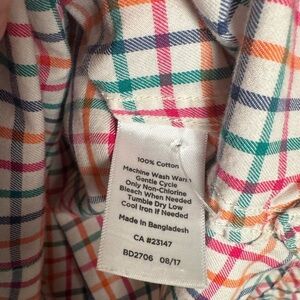 100% Cotton
Machine Wash Warm
Gentle Cycle
Only Non-Chlorine
Bleach When Needed
Tumble Dry Low
Cool Iron If Needed
Made in Bangladesh
CA #23147
BD2706 08/17